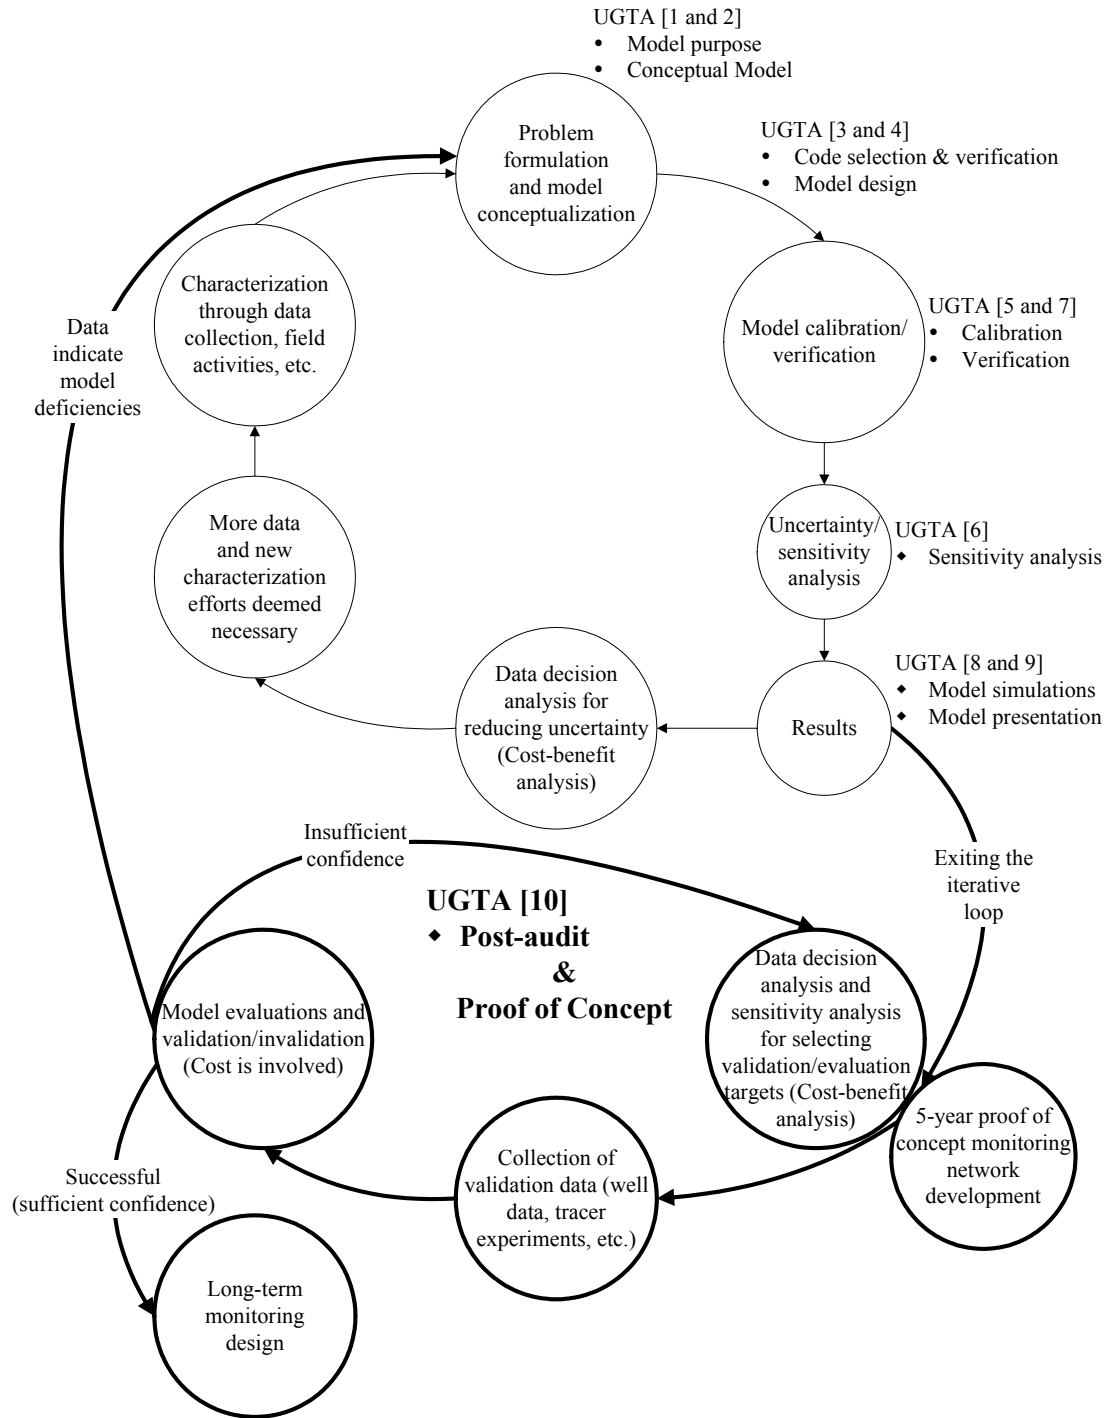 UGTA [1 and 2]
• Model purpose
• Conceptual Model
Problem
formulation
and model
conceptualization
UGTA [3 and 4]
• Code selection & verification
• Model design
Characterization
through data
collection, field
activities, etc.
Data
indicate
model
deficiencies
Model calibration/
verification
UGTA [5 and 7]
• Calibration
• Verification
More data
and new
characterization
efforts deemed
necessary
Uncertainty/
sensitivity
analysis
UGTA [6]
◆ Sensitivity analysis
Data decision
analysis for
reducing uncertainty
(Cost-benefit
analysis)
Results
UGTA [8 and 9]
◆ Model simulations
◆ Model presentation
Insufficient
confidence
Exiting the
iterative
loop
UGTA [10]
◆ Post-audit
&
Proof of Concept
Model evaluations and
validation/invalidation
(Cost is involved)
Data decision
analysis and
sensitivity analysis
for selecting
validation/evaluation
targets (Cost-benefit
analysis)
5-year proof of
concept monitoring
network
development
Collection of
validation data (well
data, tracer
experiments, etc.)
Successful
(sufficient confidence)
Long-term
monitoring
design